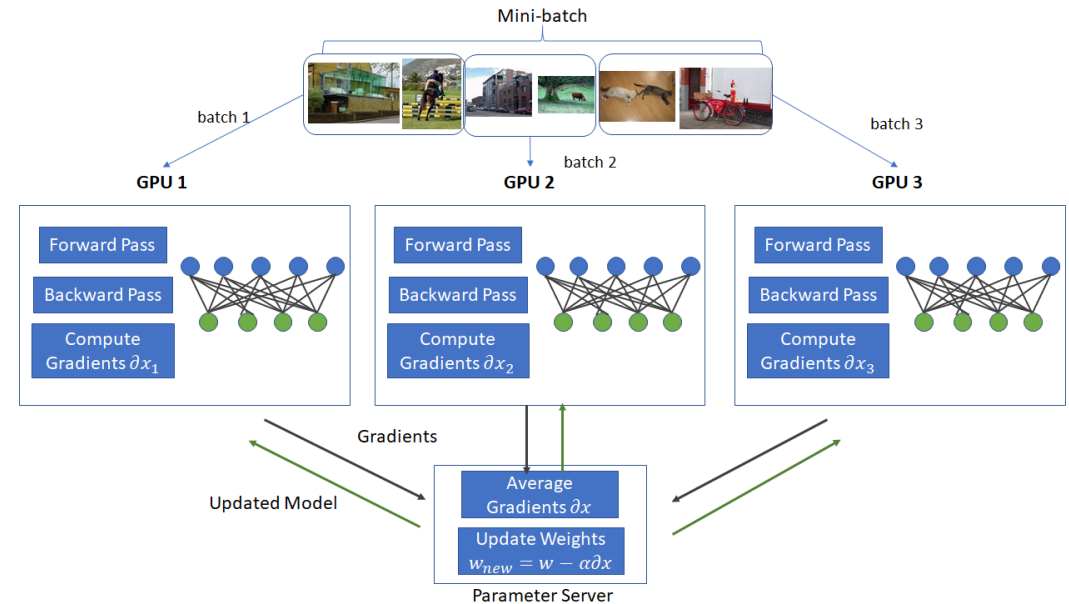 Mini-batch
batch 1
batch 2
batch 3
GPU 1
GPU 2
GPU 3
Forward Pass
Backward Pass
Compute
Gradients ∂x₁
Forward Pass
Backward Pass
Compute
Gradients ∂x₂
Forward Pass
Backward Pass
Compute
Gradients ∂x₃
Gradients
Updated Model
Average
Gradients ∂x
Update Weights
wₙₑw = w − α∂x
Parameter Server